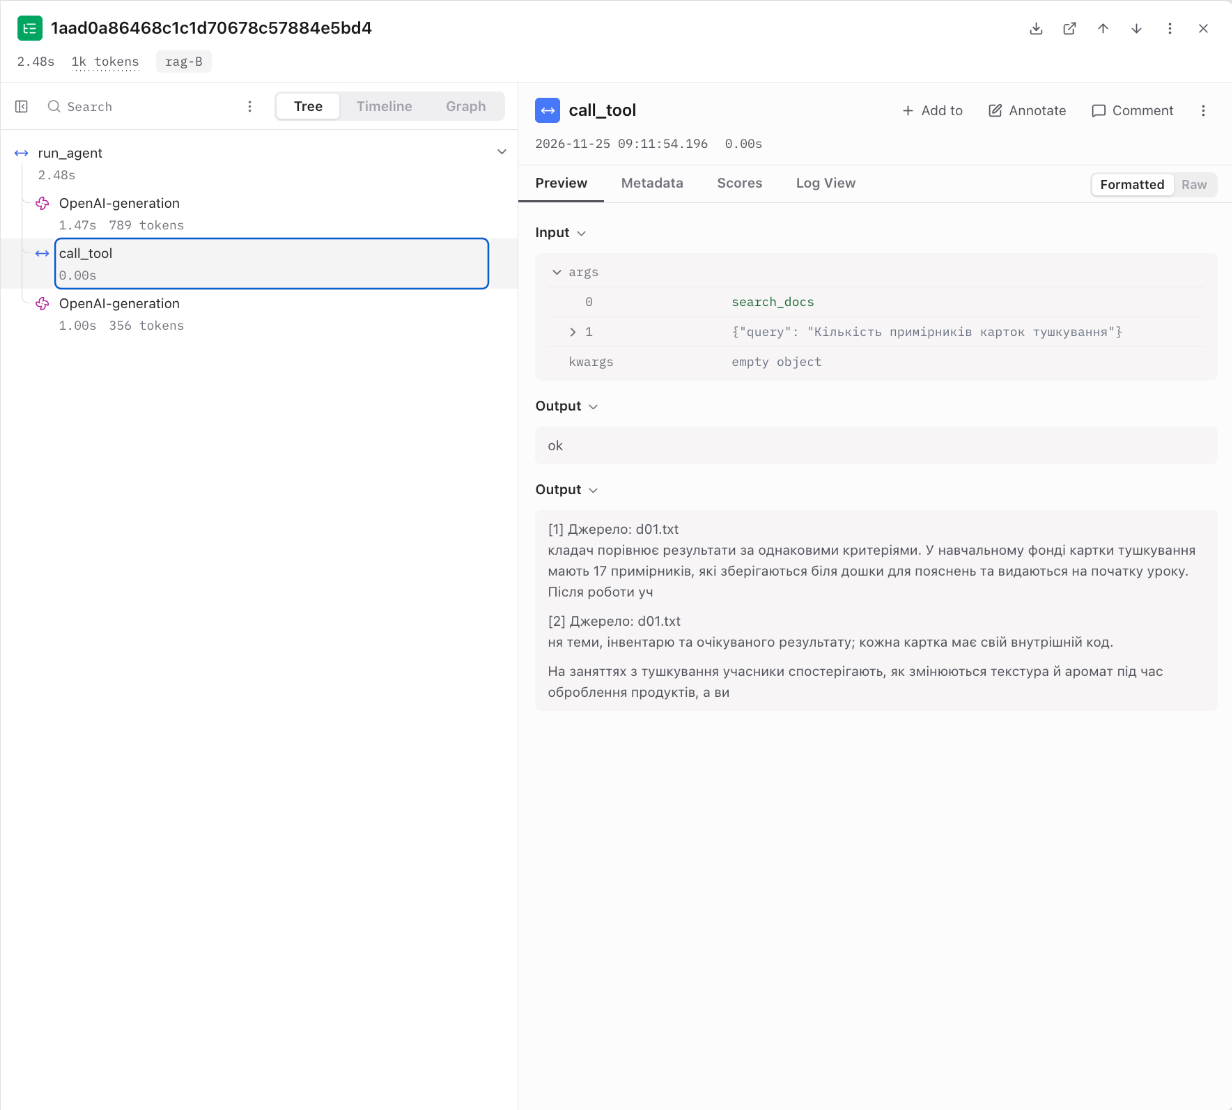 1aad0a86468c1c1d70678c57884e5bd4
2.48s 1k tokens rag-B
Search
Tree Timeline Graph
run_agent
2.48s
OpenAI-generation
1.47s 789 tokens
call_tool
0.00s
OpenAI-generation
1.00s 356 tokens
call_tool
Add to Annotate Comment
2026-11-25 09:11:54.196 0.00s
Preview Metadata Scores Log View
Formatted Raw
Input
args
0 search_docs
1 {"query": "Кількість примірників карток тушкування"}
kwargs empty object
Output
ok
Output
[1] Джерело: d01.txt
кладач порівнює результати за однаковими критеріями. У навчальному фонді картки тушкування
мають 17 примірників, які зберігаються біля дошки для пояснень та видаються на початку уроку.
Після роботи уч
[2] Джерело: d01.txt
ня теми, інвентарю та очікуваного результату; кожна картка має свій внутрішній код.
На заняттях з тушкування учасники спостерігають, як змінюються текстура й аромат під час
оброблення продуктів, а ви